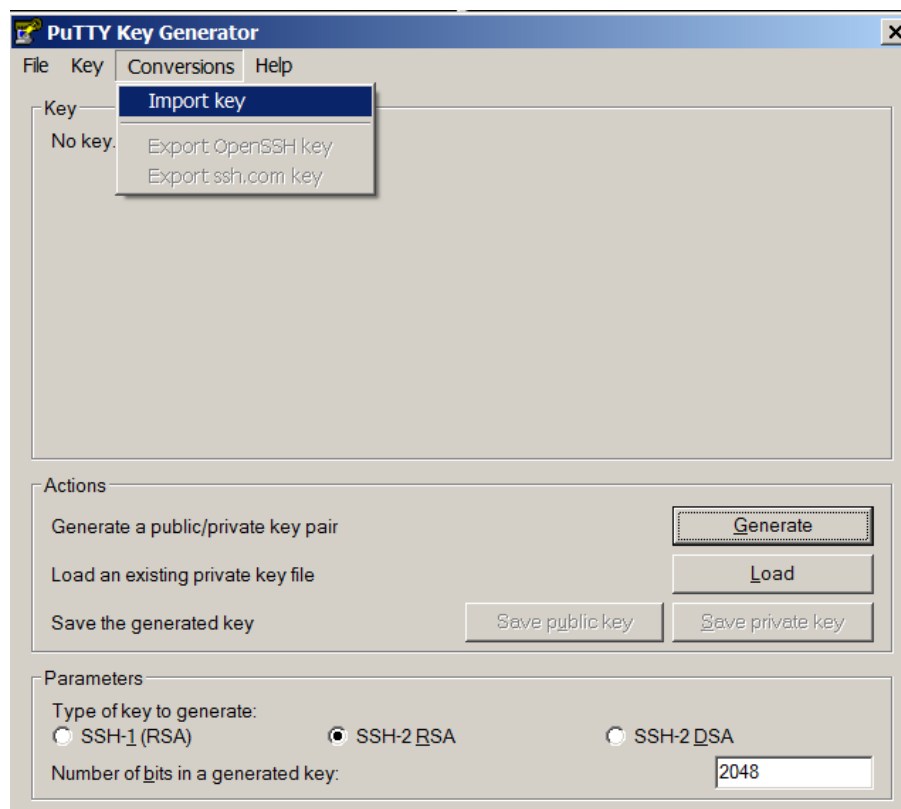 PuTTY Key Generator
File Key Conversions Help
Import key
Export OpenSSH key
Export ssh.com key
Key
No key.
Actions
Generate a public/private key pair
Generate
Load an existing private key file
Load
Save the generated key
Save public key
Save private key
Parameters
Type of key to generate:
SSH-1 (RSA) SSH-2 RSA SSH-2 DSA
Number of bits in a generated key:
2048